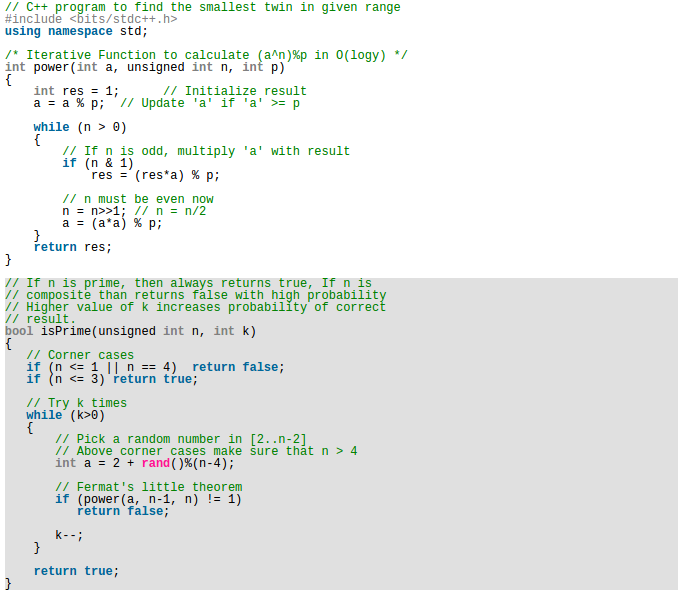 // C++ program to find the smallest twin in given range
#include <bits/stdc++.h>
using namespace std;

/* Iterative Function to calculate (a^n)%p in O(logy) */
int power(int a, unsigned int n, int p)
{
    int res = 1;      // Initialize result
    a = a % p;  // Update 'a' if 'a' >= p

    while (n > 0)
    {
        // If n is odd, multiply 'a' with result
        if (n & 1)
            res = (res*a) % p;

        // n must be even now
        n = n>>1; // n = n/2
        a = (a*a) % p;
    }
    return res;
}

// If n is prime, then always returns true, If n is
// composite than returns false with high probability
// Higher value of k increases probability of correct
// result.
bool isPrime(unsigned int n, int k)
{
   // Corner cases
   if (n <= 1 || n == 4)  return false;
   if (n <= 3) return true;

   // Try k times
   while (k>0)
   {
       // Pick a random number in [2..n-2]
       // Above corner cases make sure that n > 4
       int a = 2 + rand()%(n-4);

       // Fermat's little theorem
       if (power(a, n-1, n) != 1)
          return false;

       k--;
    }

    return true;
}